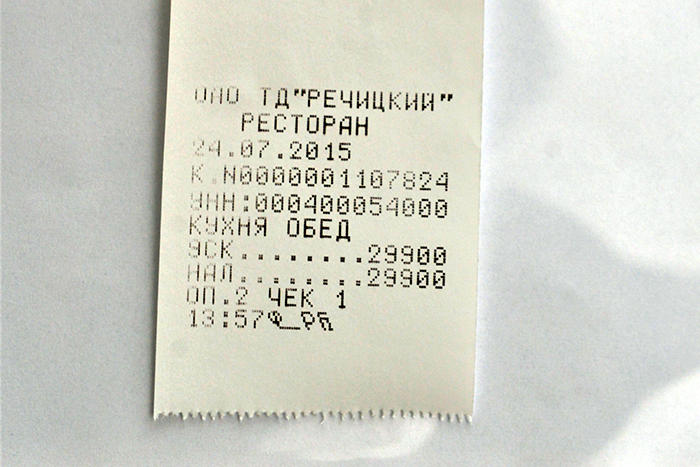 ОАО ТД"РЕЧИЦКИЙ"
РЕСТОРАН
24.07.2015
К.N0000001107824
УНН:000400054000
КУХНЯ ОБЕД
УСК........29900
НАЛ........29900
ОП.2 ЧЕК 1
13:57